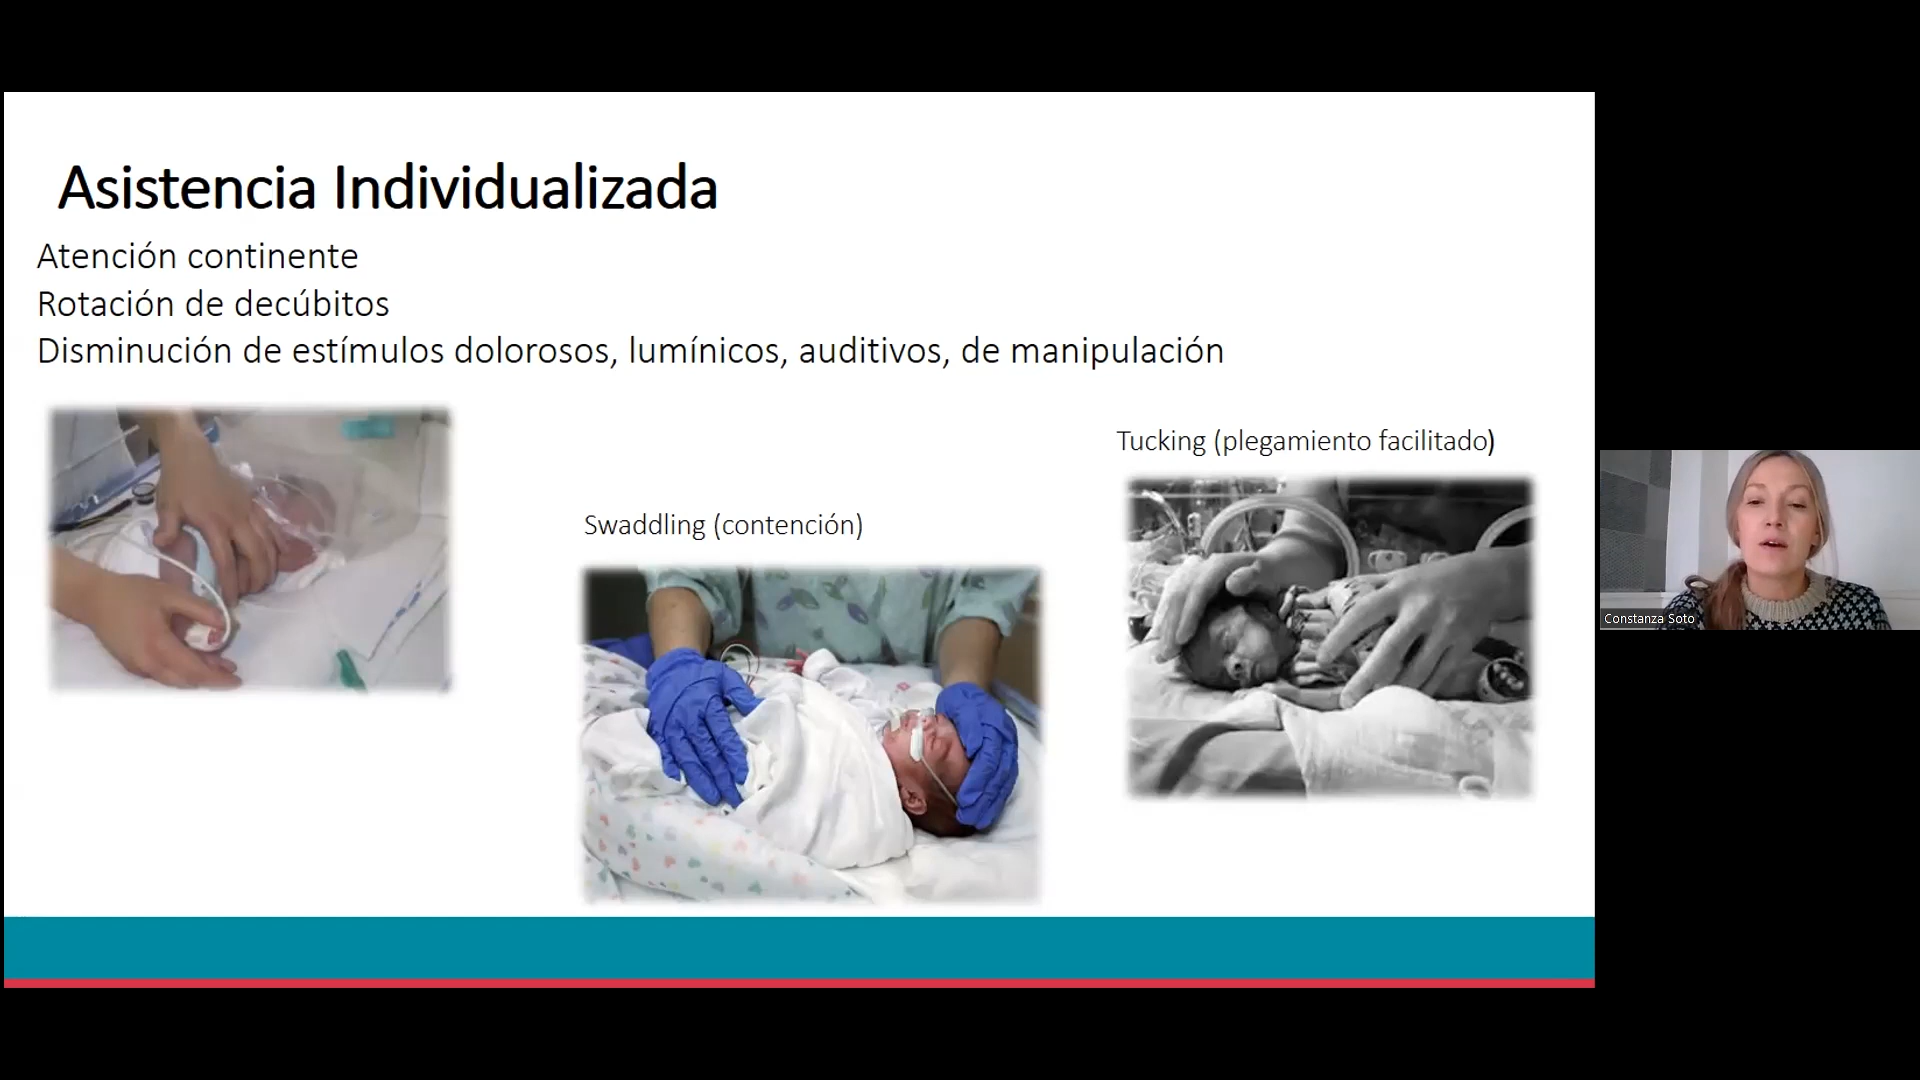 Asistencia Individualizada
Atención continente
Rotación de decúbitos
Disminución de estímulos dolorosos, lumínicos, auditivos, de manipulación
Tucking (plegamiento facilitado)
Swaddling (contención)
Constanza Soto